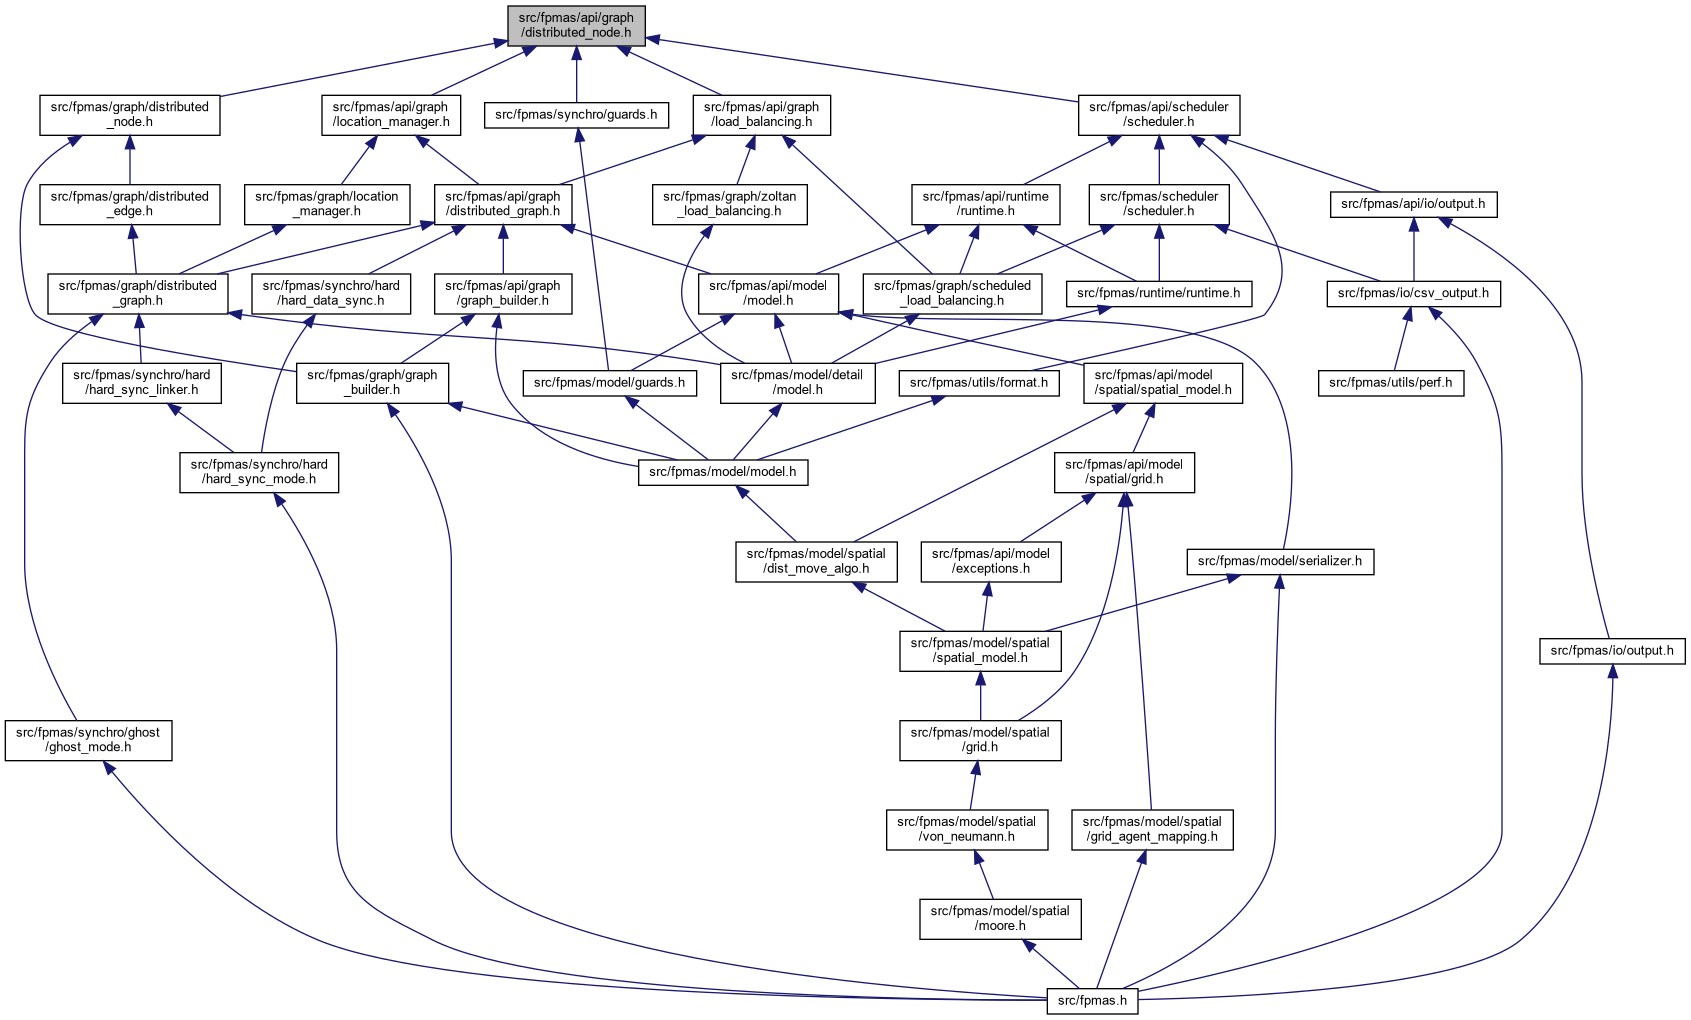 src/fpmas/api/graph
/distributed_node.h
src/fpmas/graph/distributed
_node.h
src/fpmas/api/graph
/location_manager.h
src/fpmas/synchro/guards.h
src/fpmas/api/graph
/load_balancing.h
src/fpmas/api/scheduler
/scheduler.h
src/fpmas/graph/distributed
_edge.h
src/fpmas/graph/location
_manager.h
src/fpmas/api/graph
/distributed_graph.h
src/fpmas/graph/zoltan
_load_balancing.h
src/fpmas/api/runtime
/runtime.h
src/fpmas/scheduler
/scheduler.h
src/fpmas/api/io/output.h
src/fpmas/graph/distributed
_graph.h
src/fpmas/synchro/hard
/hard_data_sync.h
src/fpmas/api/graph
/graph_builder.h
src/fpmas/api/model
/model.h
src/fpmas/graph/scheduled
_load_balancing.h
src/fpmas/runtime/runtime.h
src/fpmas/io/csv_output.h
src/fpmas/synchro/hard
/hard_sync_linker.h
src/fpmas/graph/graph
_builder.h
src/fpmas/model/guards.h
src/fpmas/model/detail
/model.h
src/fpmas/utils/format.h
src/fpmas/api/model
/spatial/spatial_model.h
src/fpmas/utils/perf.h
src/fpmas/synchro/hard
/hard_sync_mode.h
src/fpmas/model/model.h
src/fpmas/api/model
/spatial/grid.h
src/fpmas/model/spatial
/dist_move_algo.h
src/fpmas/api/model
/exceptions.h
src/fpmas/model/serializer.h
src/fpmas/model/spatial
/spatial_model.h
src/fpmas/io/output.h
src/fpmas/synchro/ghost
/ghost_mode.h
src/fpmas/model/spatial
/grid.h
src/fpmas/model/spatial
/von_neumann.h
src/fpmas/model/spatial
/grid_agent_mapping.h
src/fpmas/model/spatial
/moore.h
src/fpmas.h